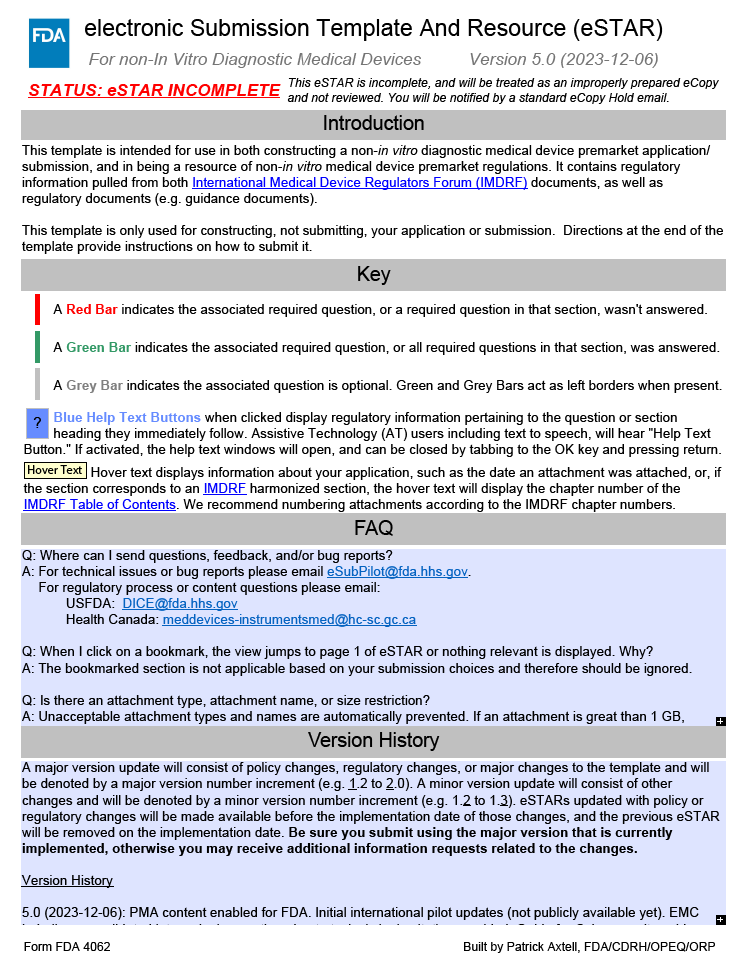 FDA
electronic Submission Template And Resource (eSTAR)
For non-In Vitro Diagnostic Medical Devices Version 5.0 (2023-12-06)
STATUS: eSTAR INCOMPLETE
This eSTAR is incomplete, and will be treated as an improperly prepared eCopy
and not reviewed. You will be notified by a standard eCopy Hold email.
Introduction
This template is intended for use in both constructing a non-in vitro diagnostic medical device premarket application/
submission, and in being a resource of non-in vitro medical device premarket regulations. It contains regulatory
information pulled from both International Medical Device Regulators Forum (IMDRF) documents, as well as
regulatory documents (e.g. guidance documents).
This template is only used for constructing, not submitting, your application or submission. Directions at the end of the
template provide instructions on how to submit it.
Key
A Red Bar indicates the associated required question, or a required question in that section, wasn't answered.
A Green Bar indicates the associated required question, or all required questions in that section, was answered.
A Grey Bar indicates the associated question is optional. Green and Grey Bars act as left borders when present.
? Blue Help Text Buttons when clicked display regulatory information pertaining to the question or section
heading they immediately follow. Assistive Technology (AT) users including text to speech, will hear "Help Text
Button." If activated, the help text windows will open, and can be closed by tabbing to the OK key and pressing return.
Hover Text Hover text displays information about your application, such as the date an attachment was attached, or, if
the section corresponds to an IMDRF harmonized section, the hover text will display the chapter number of the
IMDRF Table of Contents. We recommend numbering attachments according to the IMDRF chapter numbers.
FAQ
Q: Where can I send questions, feedback, and/or bug reports?
A: For technical issues or bug reports please email eSubPilot@fda.hhs.gov.
For regulatory process or content questions please email:
USFDA: DICE@fda.hhs.gov
Health Canada: meddevices-instrumentsmed@hc-sc.gc.ca
Q: When I click on a bookmark, the view jumps to page 1 of eSTAR or nothing relevant is displayed. Why?
A: The bookmarked section is not applicable based on your submission choices and therefore should be ignored.
Q: Is there an attachment type, attachment name, or size restriction?
A: Unacceptable attachment types and names are automatically prevented. If an attachment is great than 1 GB,
Version History
A major version update will consist of policy changes, regulatory changes, or major changes to the template and will
be denoted by a major version number increment (e.g. 1.2 to 2.0). A minor version update will consist of other
changes and will be denoted by a minor version number increment (e.g. 1.2 to 1.3). eSTARs updated with policy or
regulatory changes will be made available before the implementation date of those changes, and the previous eSTAR
will be removed on the implementation date. Be sure you submit using the major version that is currently
implemented, otherwise you may receive additional information requests related to the changes.
Version History
5.0 (2023-12-06): PMA content enabled for FDA. Initial international pilot updates (not publicly available yet). EMC
Form FDA 4062
Built by Patrick Axtell, FDA/CDRH/OPEQ/ORP